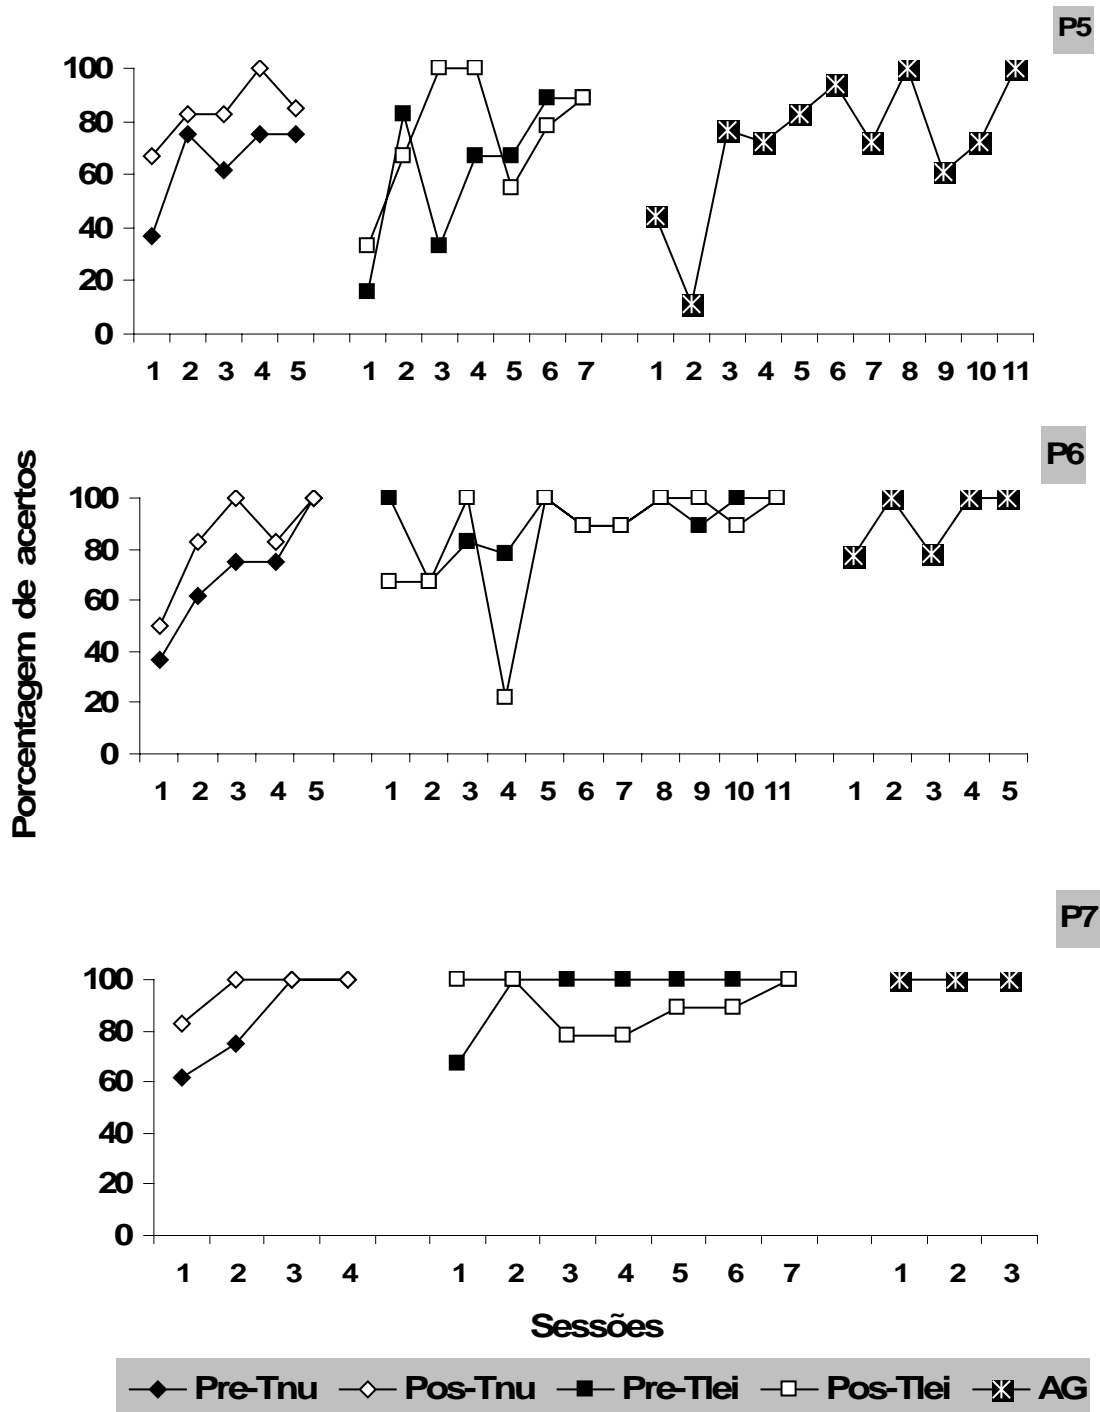 P5
100
80
60
40
20
0
1 2 3 4 5 1 2 3 4 5 6 7 1 2 3 4 5 6 7 8 9 10 11
P6
Porcentagem de acertos
100
80
60
40
20
0
1 2 3 4 5 1 2 3 4 5 6 7 8 9 10 11 1 2 3 4 5
P7
100
80
60
40
20
0
1 2 3 4 1 2 3 4 5 6 7 1 2 3
Sessões
Pre-Tnu Pos-Tnu Pre-Tlei Pos-Tlei AG